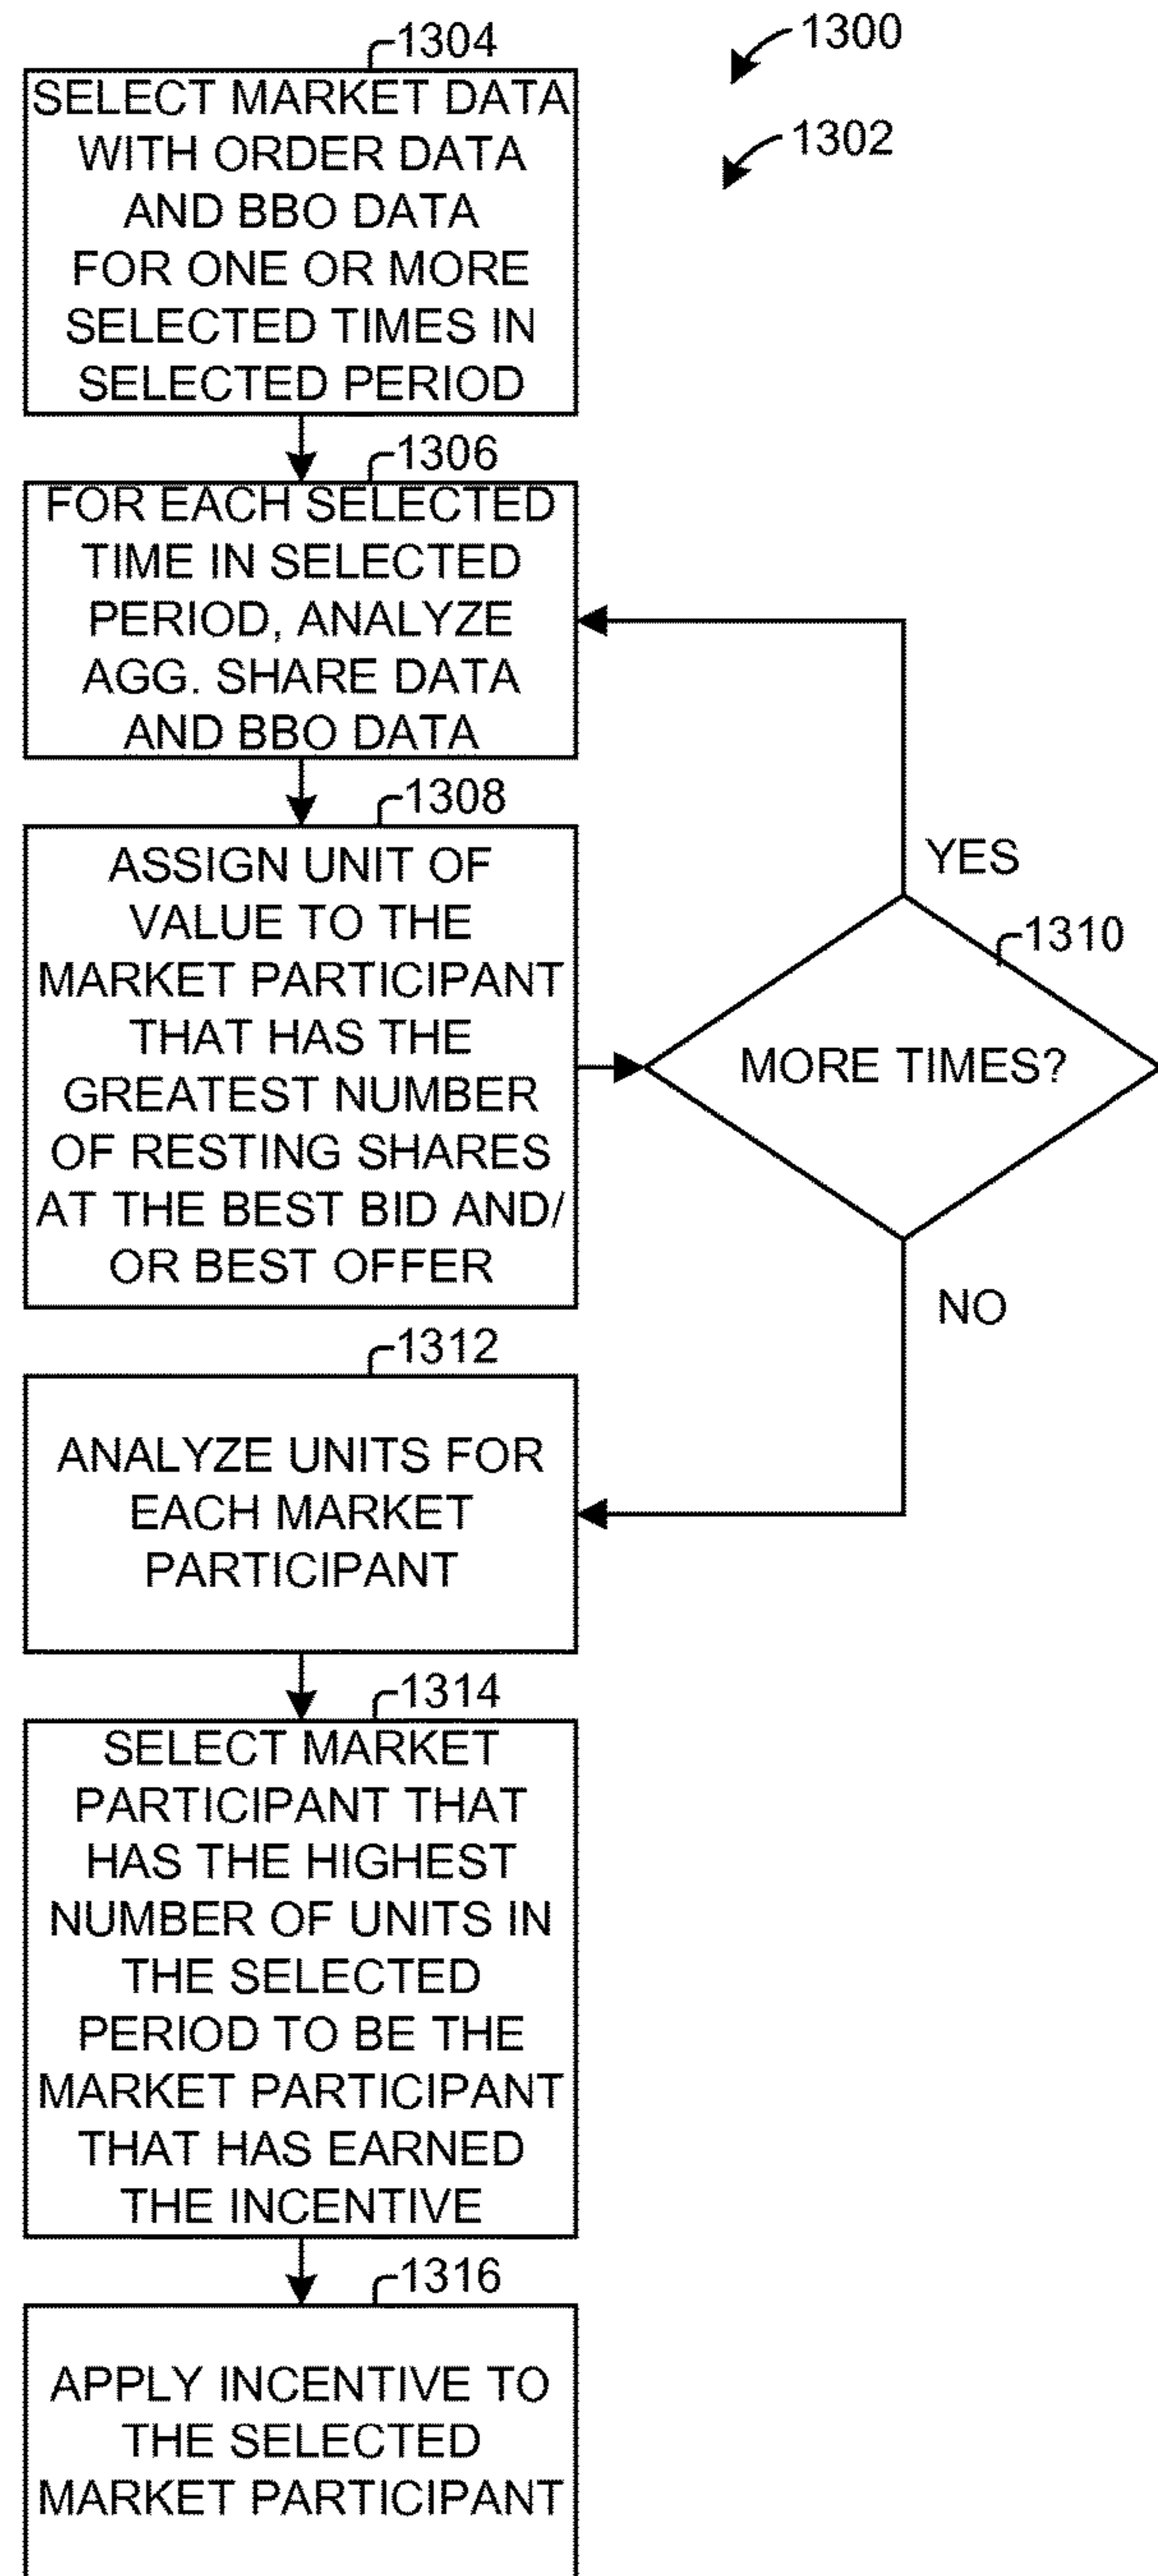 1300
1302
1304
SELECT MARKET DATA
WITH ORDER DATA
AND BBO DATA
FOR ONE OR MORE
SELECTED TIMES IN
SELECTED PERIOD
1306
FOR EACH SELECTED
TIME IN SELECTED
PERIOD, ANALYZE
AGG. SHARE DATA
AND BBO DATA
1308
ASSIGN UNIT OF
VALUE TO THE
MARKET PARTICIPANT
THAT HAS THE
GREATEST NUMBER
OF RESTING SHARES
AT THE BEST BID AND/
OR BEST OFFER
1310
MORE TIMES?
YES
NO
1312
ANALYZE UNITS FOR
EACH MARKET
PARTICIPANT
1314
SELECT MARKET
PARTICIPANT THAT
HAS THE HIGHEST
NUMBER OF UNITS IN
THE SELECTED
PERIOD TO BE THE
MARKET PARTICIPANT
THAT HAS EARNED
THE INCENTIVE
1316
APPLY INCENTIVE TO
THE SELECTED
MARKET PARTICIPANT